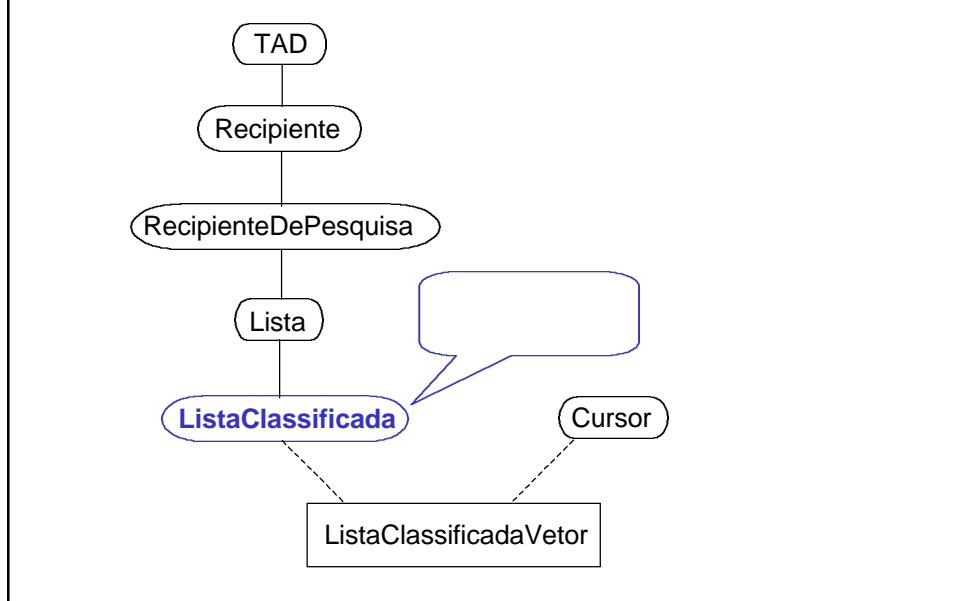 TAD
Recipiente
RecipienteDePesquisa
Lista
ListaClassificada
Cursor
ListaClassificadaVetor